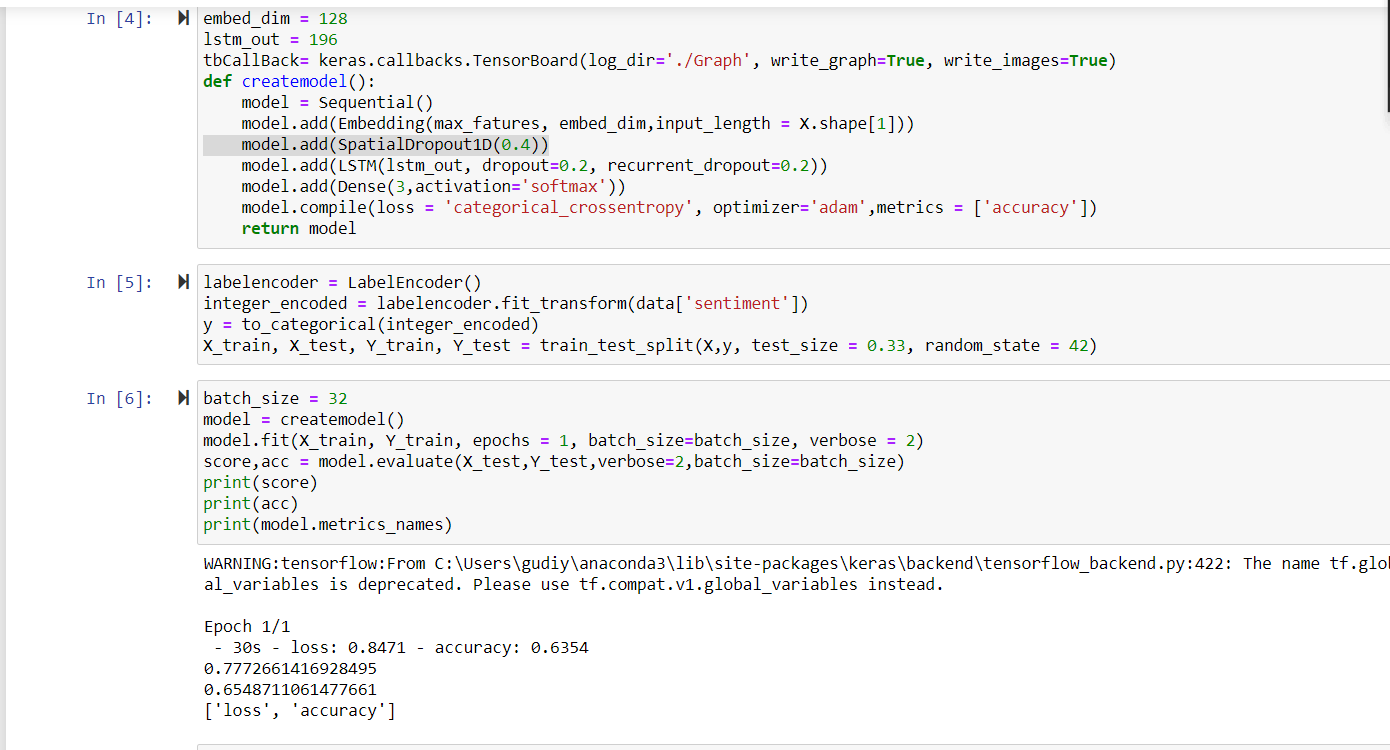 In [4]:
embed_dim = 128
lstm_out = 196
tbCallBack= keras.callbacks.TensorBoard(log_dir='./Graph', write_graph=True, write_images=True)
def createmodel():
    model = Sequential()
    model.add(Embedding(max_fatures, embed_dim,input_length = X.shape[1]))
    model.add(SpatialDropout1D(0.4))
    model.add(LSTM(lstm_out, dropout=0.2, recurrent_dropout=0.2))
    model.add(Dense(3,activation='softmax'))
    model.compile(loss = 'categorical_crossentropy', optimizer='adam',metrics = ['accuracy'])
    return model
In [5]:
labelencoder = LabelEncoder()
integer_encoded = labelencoder.fit_transform(data['sentiment'])
y = to_categorical(integer_encoded)
X_train, X_test, Y_train, Y_test = train_test_split(X,y, test_size = 0.33, random_state = 42)
In [6]:
batch_size = 32
model = createmodel()
model.fit(X_train, Y_train, epochs = 1, batch_size=batch_size, verbose = 2)
score,acc = model.evaluate(X_test,Y_test,verbose=2,batch_size=batch_size)
print(score)
print(acc)
print(model.metrics_names)
WARNING:tensorflow:From C:\Users\gudiy\anaconda3\lib\site-packages\keras\backend\tensorflow_backend.py:422: The name tf.glob
al_variables is deprecated. Please use tf.compat.v1.global_variables instead.
Epoch 1/1
 - 30s - loss: 0.8471 - accuracy: 0.6354
0.7772661416928495
0.6548711061477661
['loss', 'accuracy']